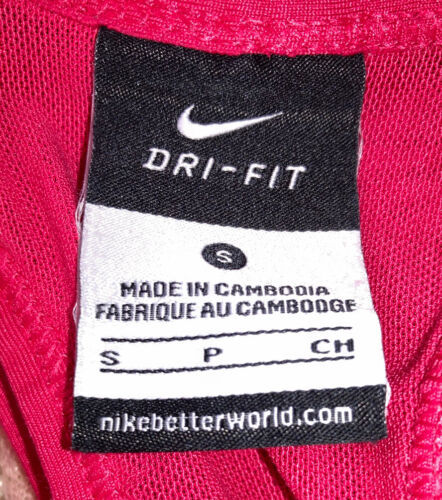 DRI-FIT
S
MADE IN CAMBODIA
FABRIQUE AU CAMBODGE
S P CH
nikebetterworld.com